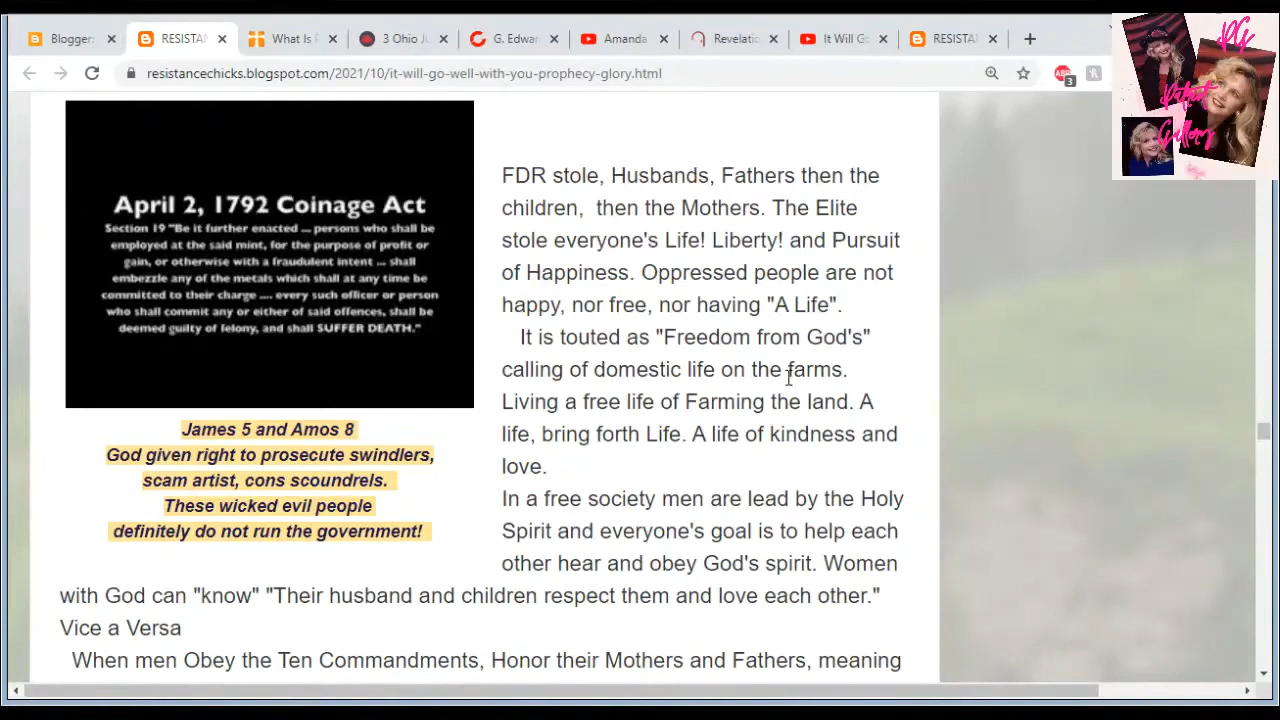 Blogger:
RESISTAN
What Is F
3 Ohio J
G. Edwa
Amanda
Revelatio
It Will Go
RESISTAN
resistancechicks.blogspot.com/2021/10/it-will-go-well-with-you-prophecy-glory.html
ABP
3
PG
Patriot
Gallery
PG
April 2, 1792 Coinage Act
Section 19 "Be it further enacted ... persons who shall be
employed at the said mint, for the purpose of profit or
gain, or otherwise with a fraudulent intent ... shall
embezzle any of the metals which shall at any time be
committed to their charge .... every such officer or person
who shall commit any or either of said offences, shall be
deemed guilty of felony, and shall SUFFER DEATH."
James 5 and Amos 8
God given right to prosecute swindlers,
scam artist, cons scoundrels.
These wicked evil people
definitely do not run the government!
FDR stole, Husbands, Fathers then the
children,  then the Mothers. The Elite
stole everyone's Life! Liberty! and Pursuit
of Happiness. Oppressed people are not
happy, nor free, nor having "A Life".
It is touted as "Freedom from God's"
calling of domestic life on the farms.
Living a free life of Farming the land. A
life, bring forth Life. A life of kindness and
love.
In a free society men are lead by the Holy
Spirit and everyone's goal is to help each
other hear and obey God's spirit. Women
with God can "know" "Their husband and children respect them and love each other."
Vice a Versa
When men Obey the Ten Commandments, Honor their Mothers and Fathers, meaning